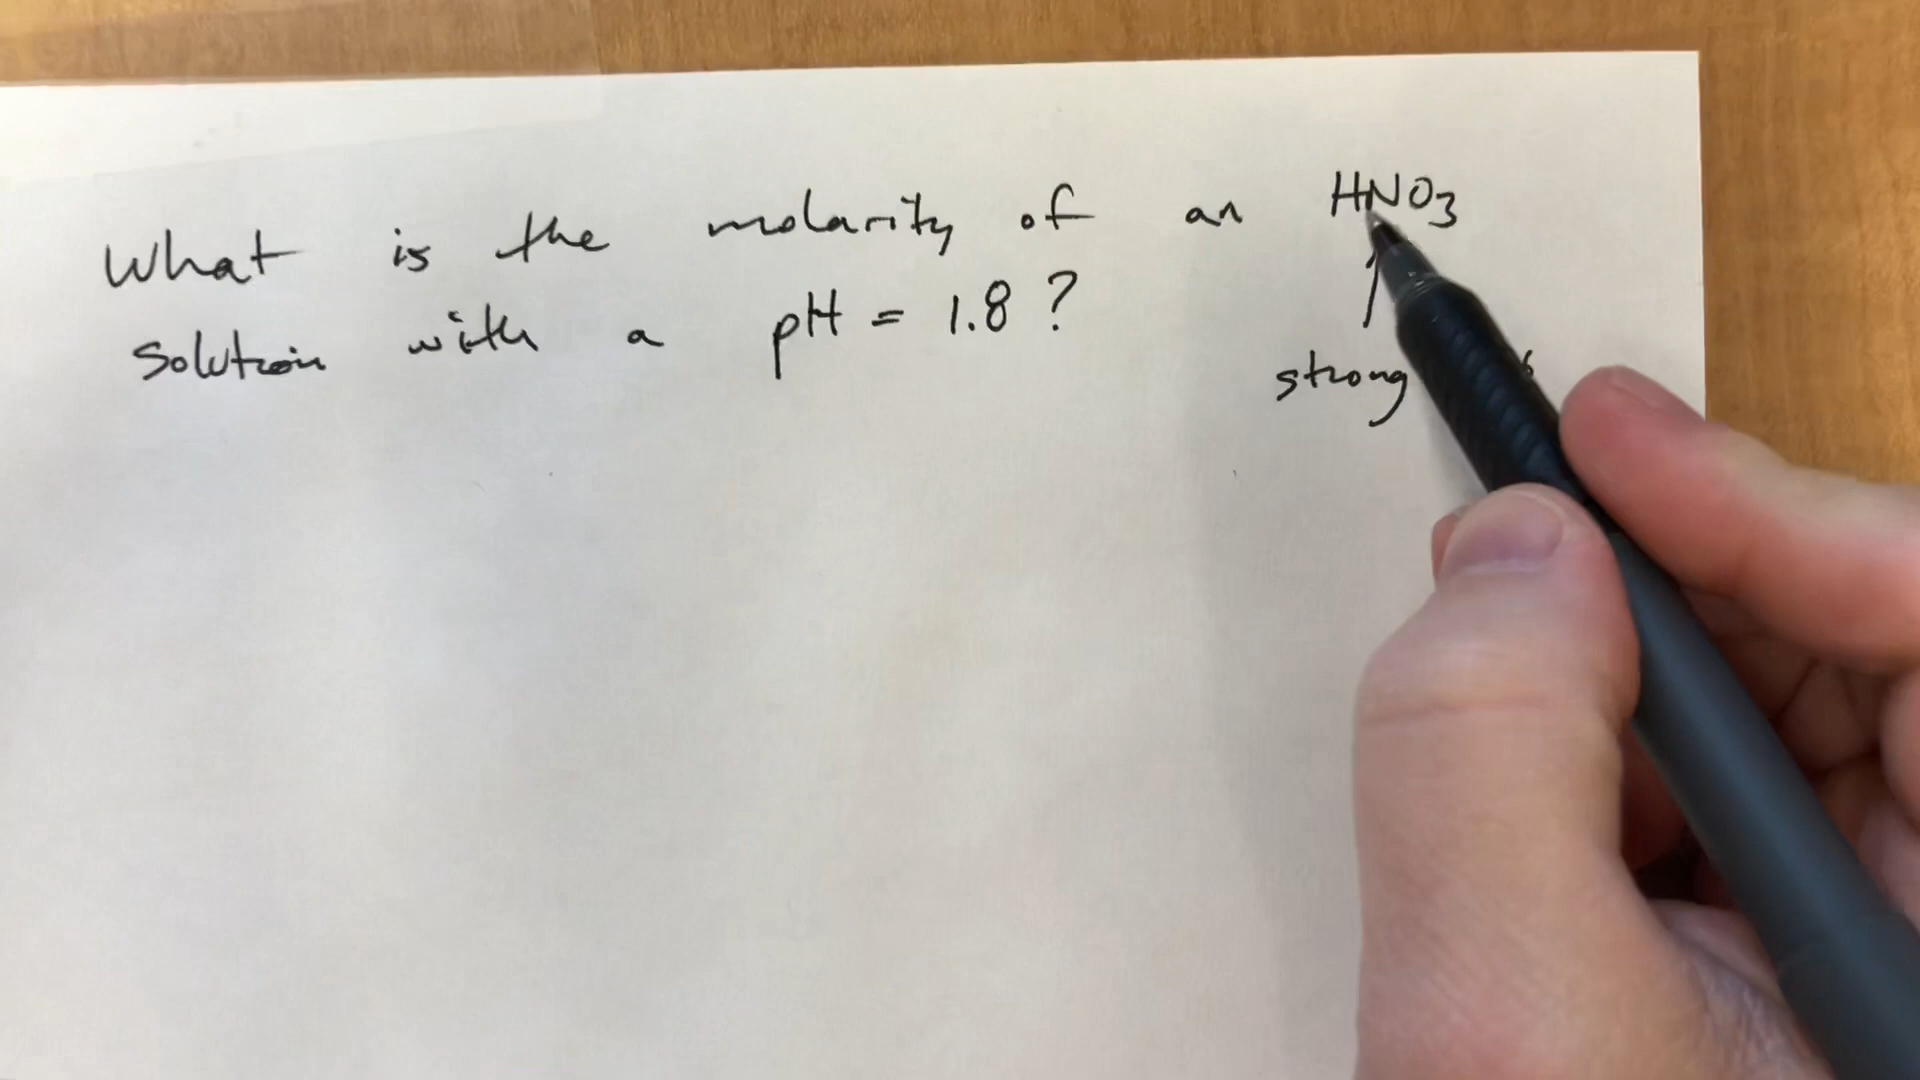 What is the molarity of an HNO3
solution with a pH = 1.8 ?
strong